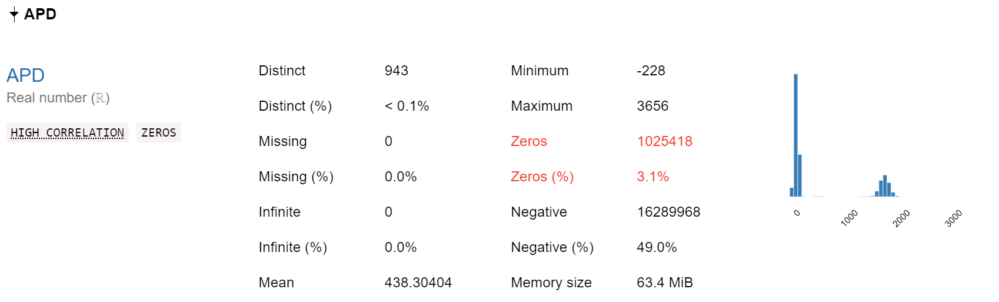 APD
APD
Real number (ℝ)
HIGH CORRELATION ZEROS
Distinct 943
Distinct (%) < 0.1%
Missing 0
Missing (%) 0.0%
Infinite 0
Infinite (%) 0.0%
Mean 438.30404
Minimum -228
Maximum 3656
Zeros 1025418
Zeros (%) 3.1%
Negative 16289968
Negative (%) 49.0%
Memory size 63.4 MiB
0 1000 2000 3000